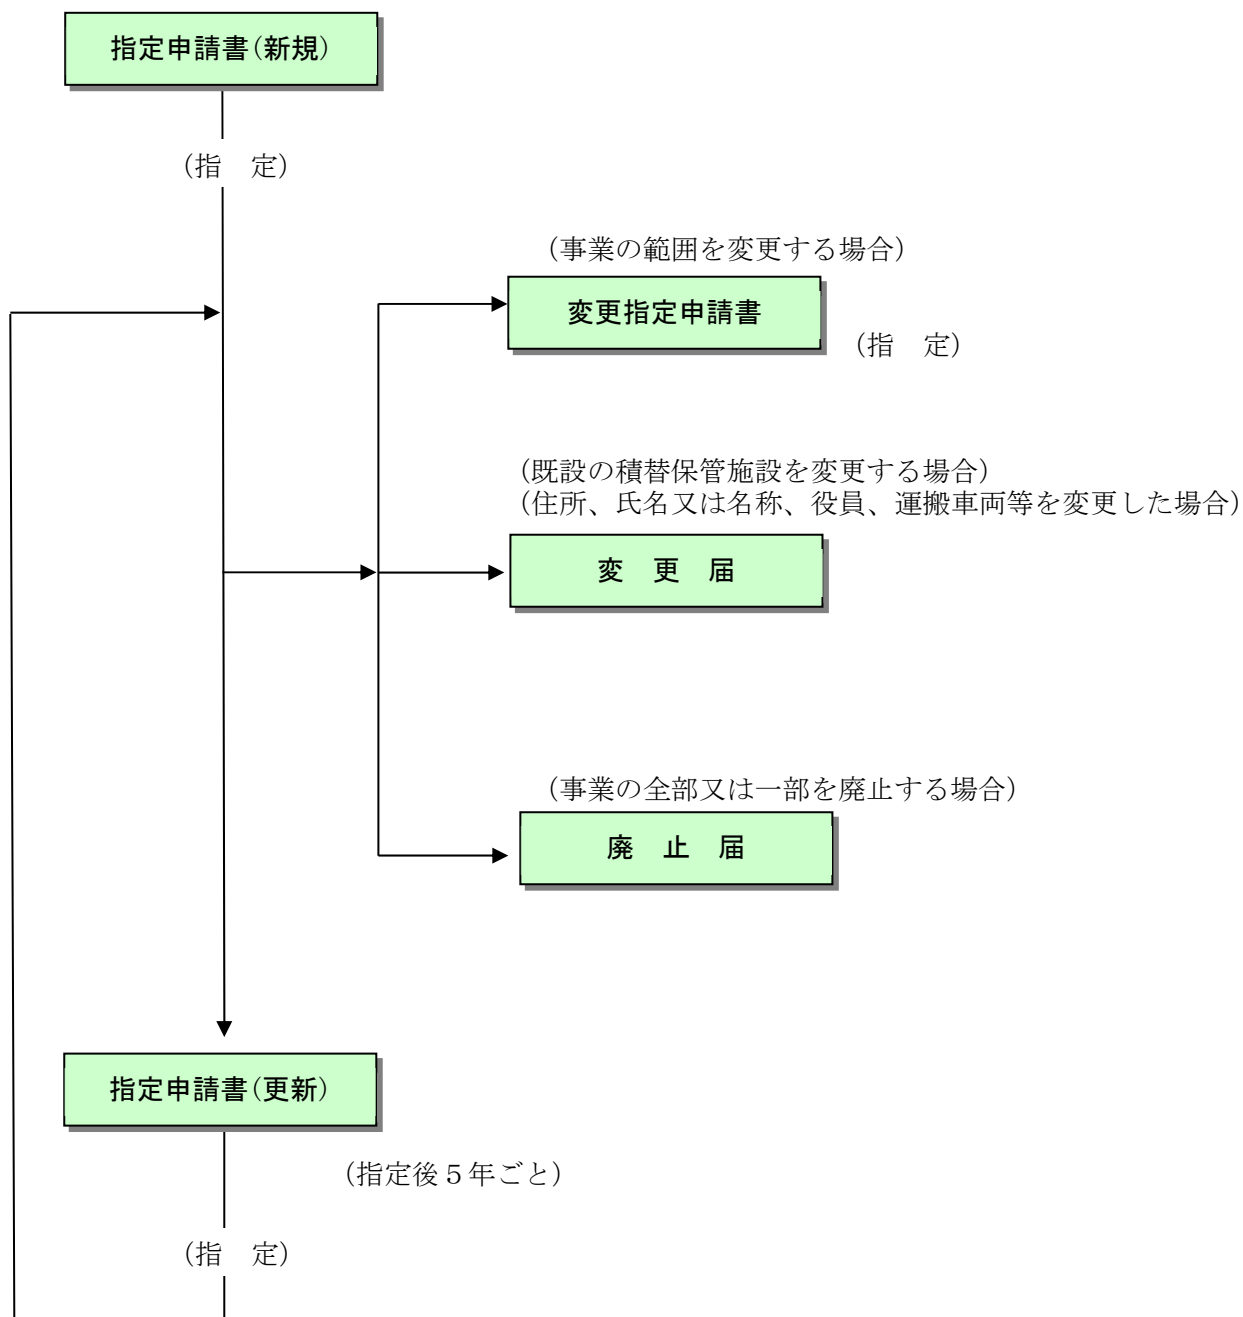 指定申請書(新規)
(指　定)
(事業の範囲を変更する場合)
変更指定申請書
(指　定)
(既設の積替保管施設を変更する場合)
(住所、氏名又は名称、役員、運搬車両等を変更した場合)
変　更　届
(事業の全部又は一部を廃止する場合)
廃　止　届
指定申請書(更新)
(指定後５年ごと)
(指　定)